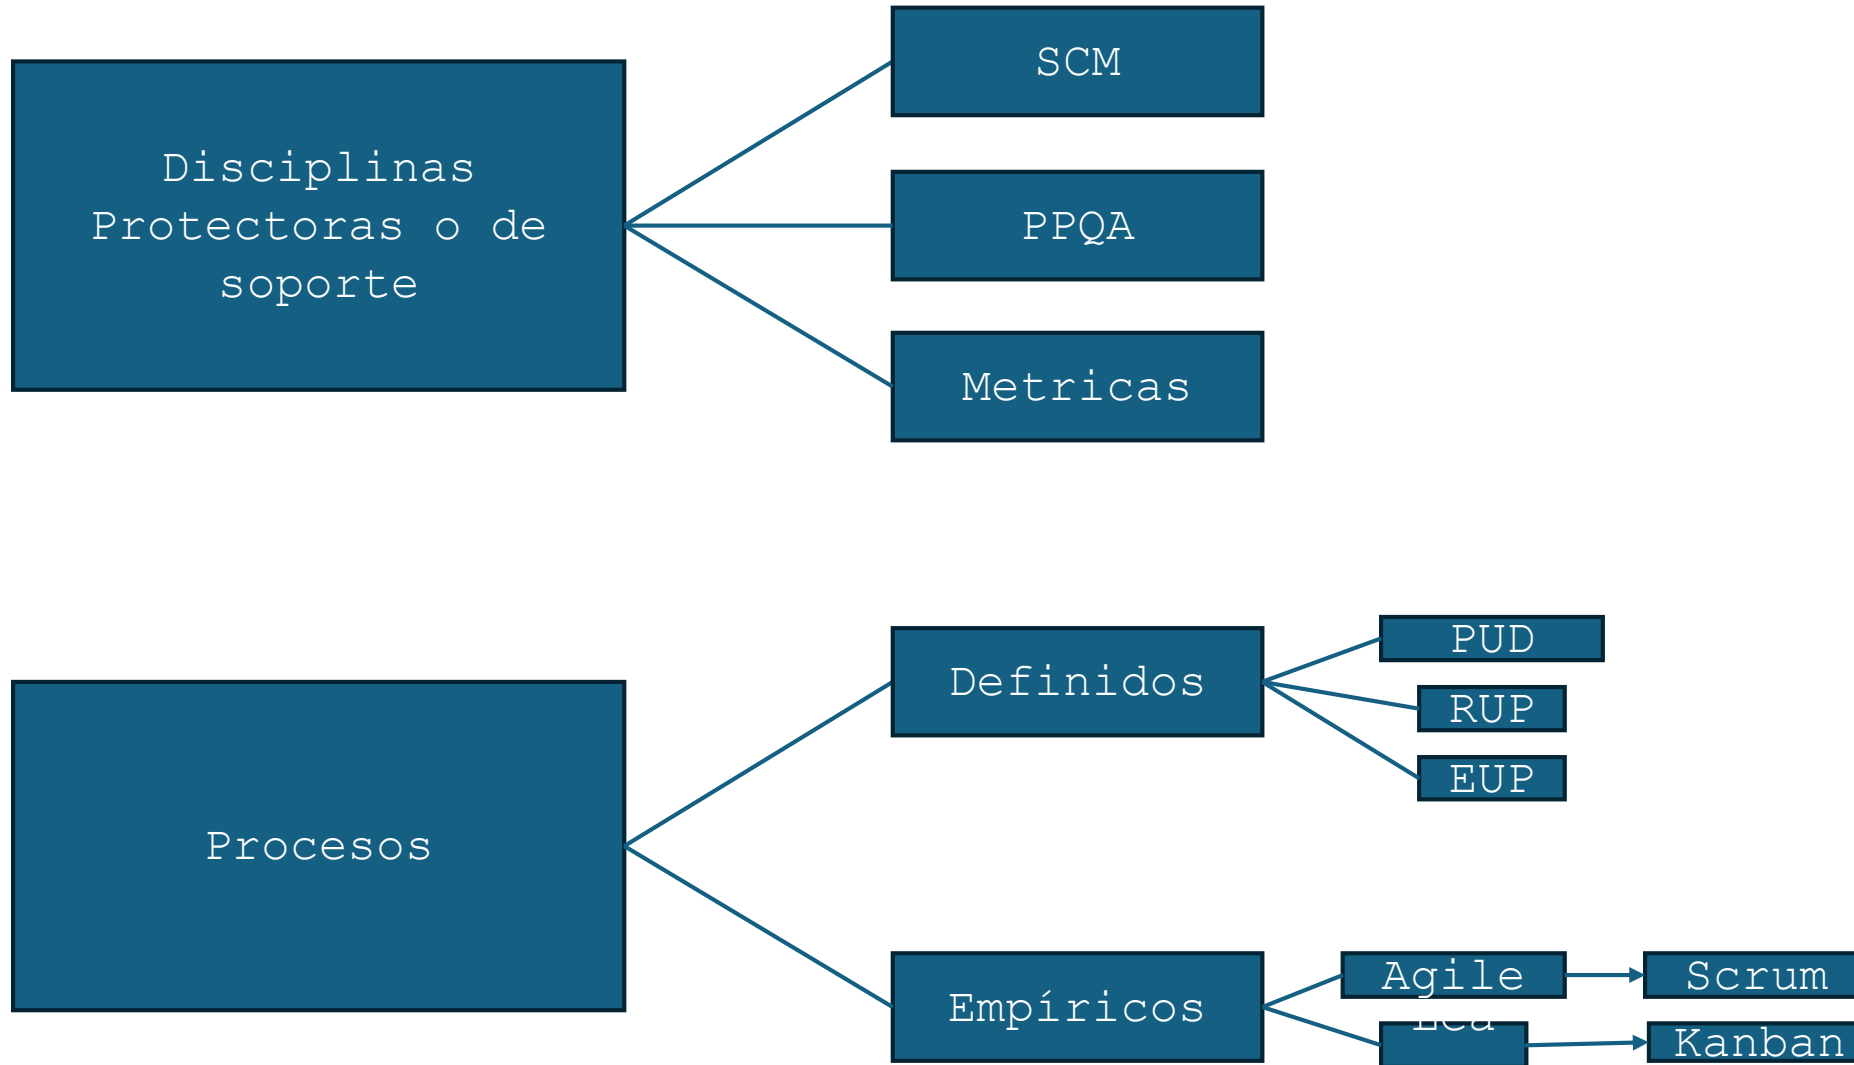 SCM
Disciplinas
Protectoras o de
soporte
PPQA
Metricas
PUD
Definidos
RUP
EUP
Procesos
Agile
Scrum
Empíricos
Kanban